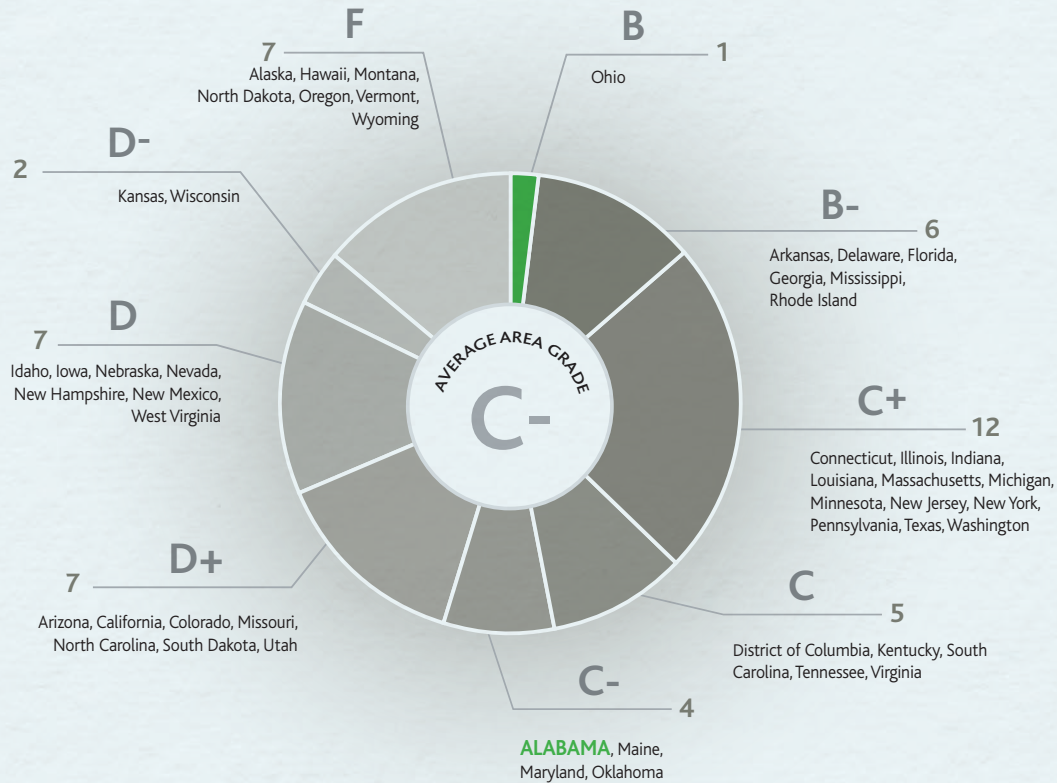 F
7
Alaska, Hawaii, Montana,
North Dakota, Oregon, Vermont,
Wyoming
B
1
Ohio
D-
2
Kansas, Wisconsin
B-
6
Arkansas, Delaware, Florida,
Georgia, Mississippi,
Rhode Island
D
7
Idaho, Iowa, Nebraska, Nevada,
New Hampshire, New Mexico,
West Virginia
AVERAGE AREA GRADE
C-
C+
12
Connecticut, Illinois, Indiana,
Louisiana, Massachusetts, Michigan,
Minnesota, New Jersey, New York,
Pennsylvania, Texas, Washington
D+
7
Arizona, California, Colorado, Missouri,
North Carolina, South Dakota, Utah
C
5
District of Columbia, Kentucky, South
Carolina, Tennessee, Virginia
C-
4
ALABAMA, Maine,
Maryland, Oklahoma